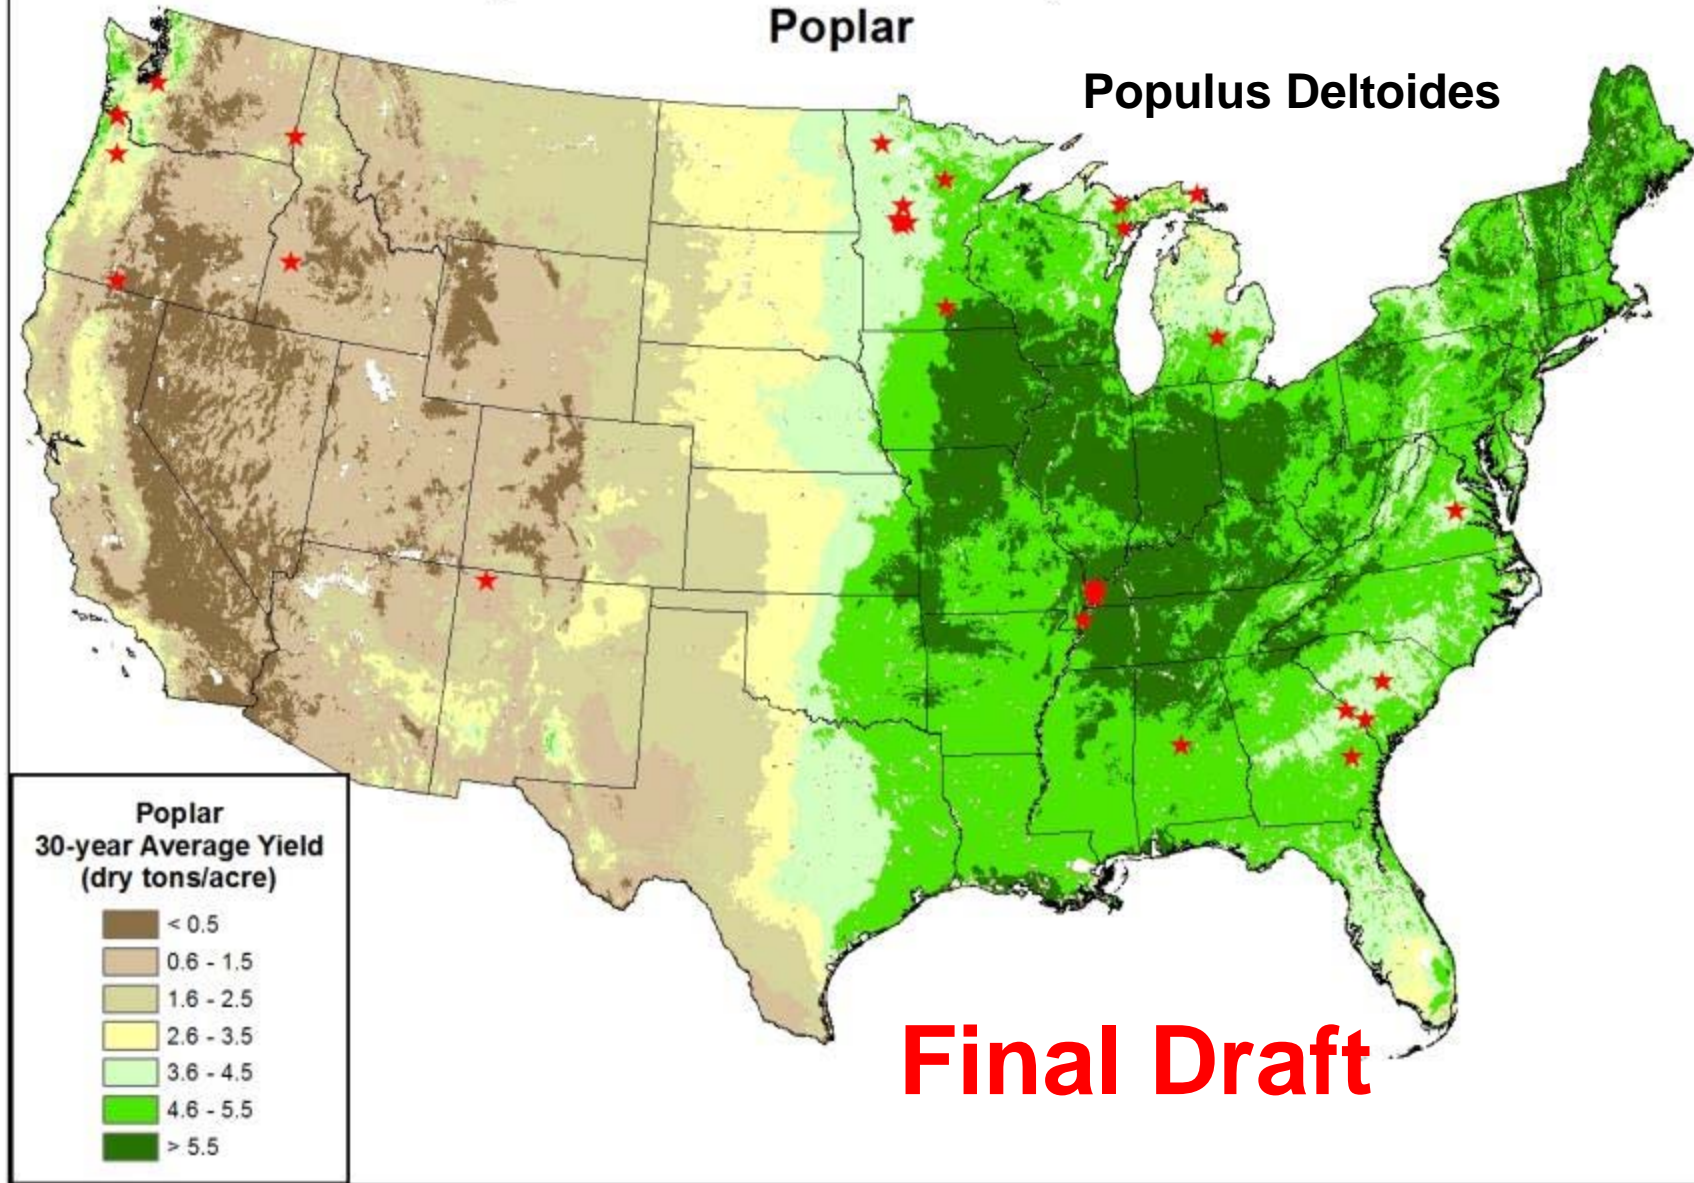 Poplar
Populus Deltoides
Poplar
30-year Average Yield
(dry tons/acre)
< 0.5
0.6 - 1.5
1.6 - 2.5
2.6 - 3.5
3.6 - 4.5
4.6 - 5.5
> 5.5
Final Draft